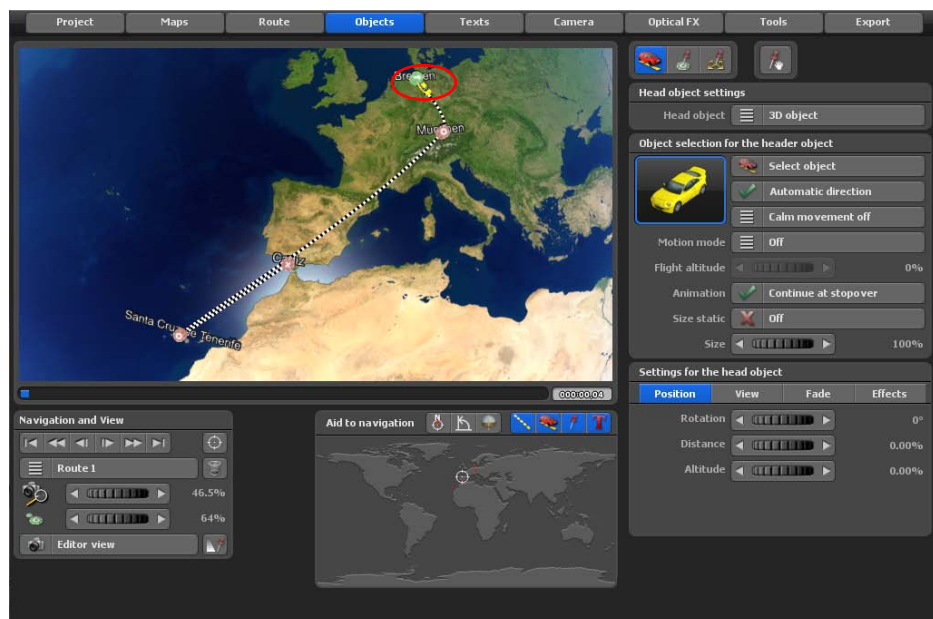 Project Maps Route Objects Texts Camera Optical FX Tools Export
Bremen
München
Cadiz
Santa Cruz de Tenerife
000:00,04
Head object settings
Head object 3D object
Object selection for the header object
Select object
Automatic direction
Calm movement off
Motion mode Off
Flight altitude 0%
Animation Continue at stopover
Size static Off
Size 100%
Settings for the head object
Position View Fade Effects
Rotation 0°
Distance 0.00%
Altitude 0.00%
Navigation and View
Route 1
46.5%
64%
Editor view
Aid to navigation
N
T